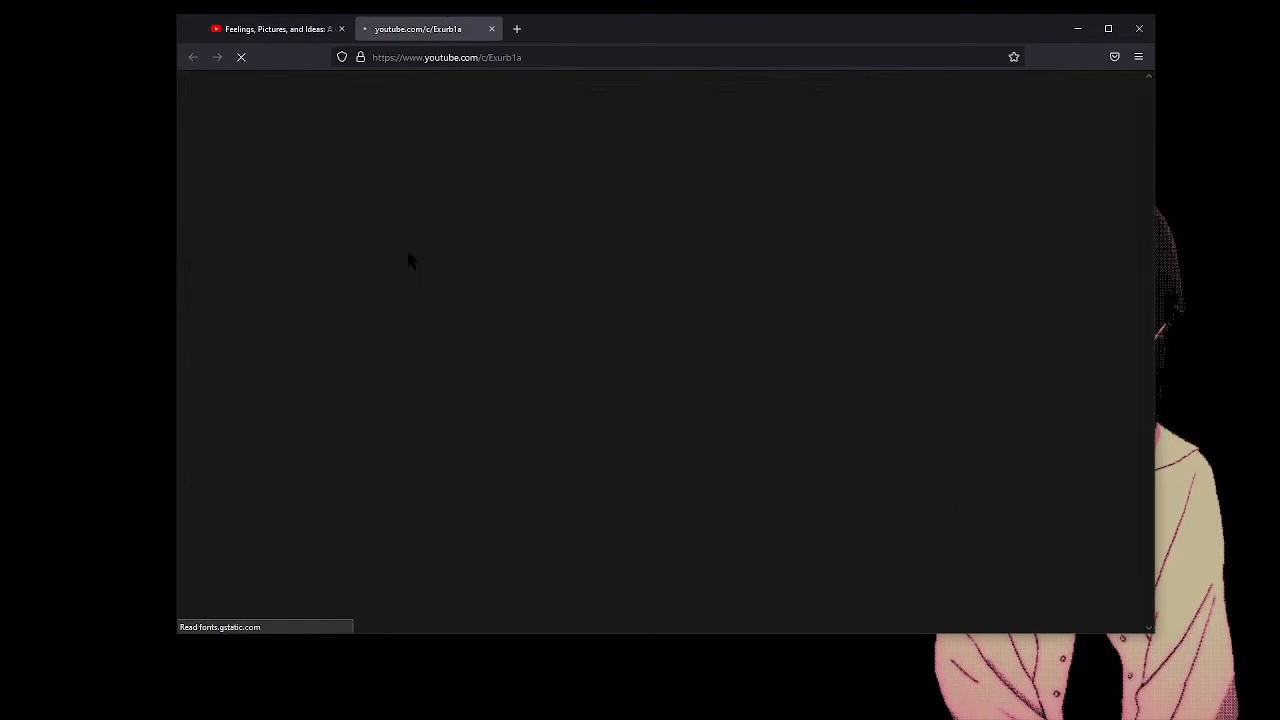 Feelings, Pictures, and Ideas: A
youtube.com/c/Exurb1a
https://www.youtube.com/c/Exurb1a
Read fonts.gstatic.com